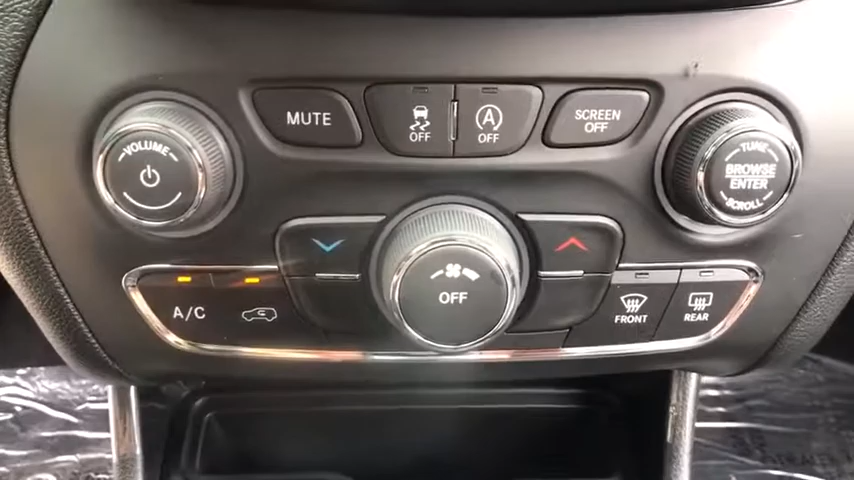 MUTE
OFF
A
OFF
SCREEN
OFF
VOLUME
TUNE
BROWSE
ENTER
SCROLL
A/C
OFF
FRONT
REAR